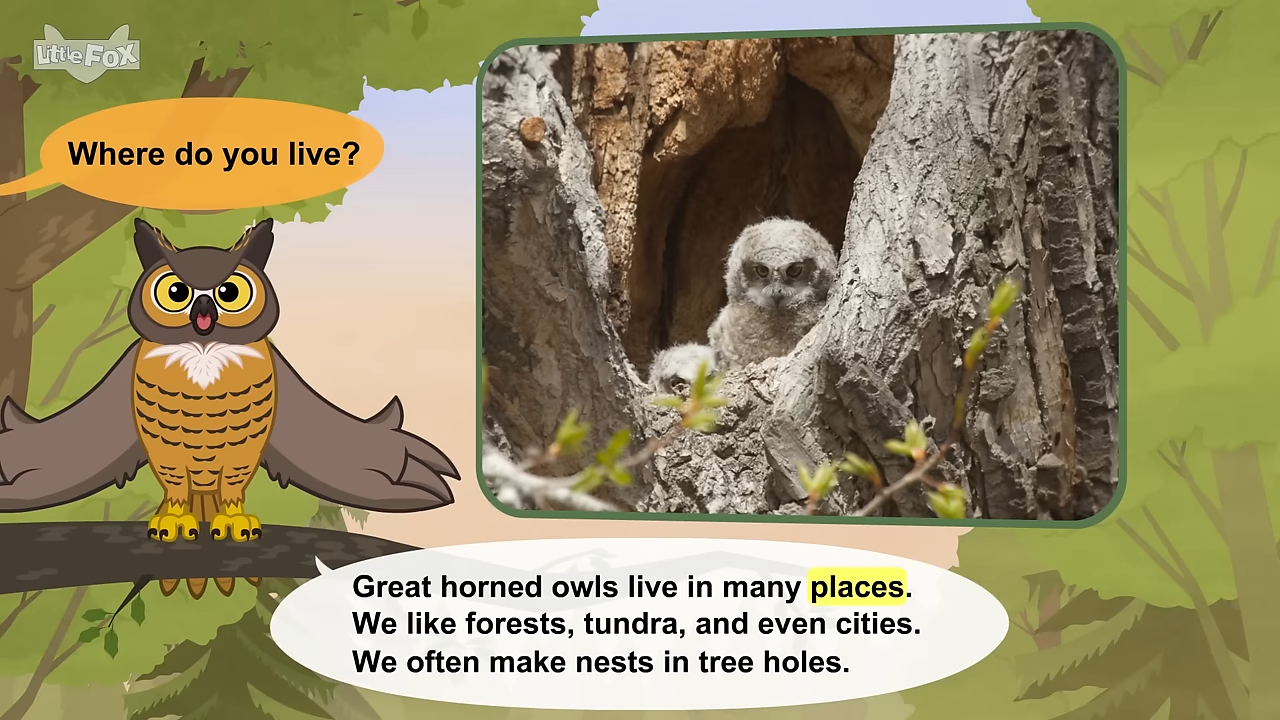 Little Fox
Where do you live?
Great horned owls live in many places.
We like forests, tundra, and even cities.
We often make nests in tree holes.